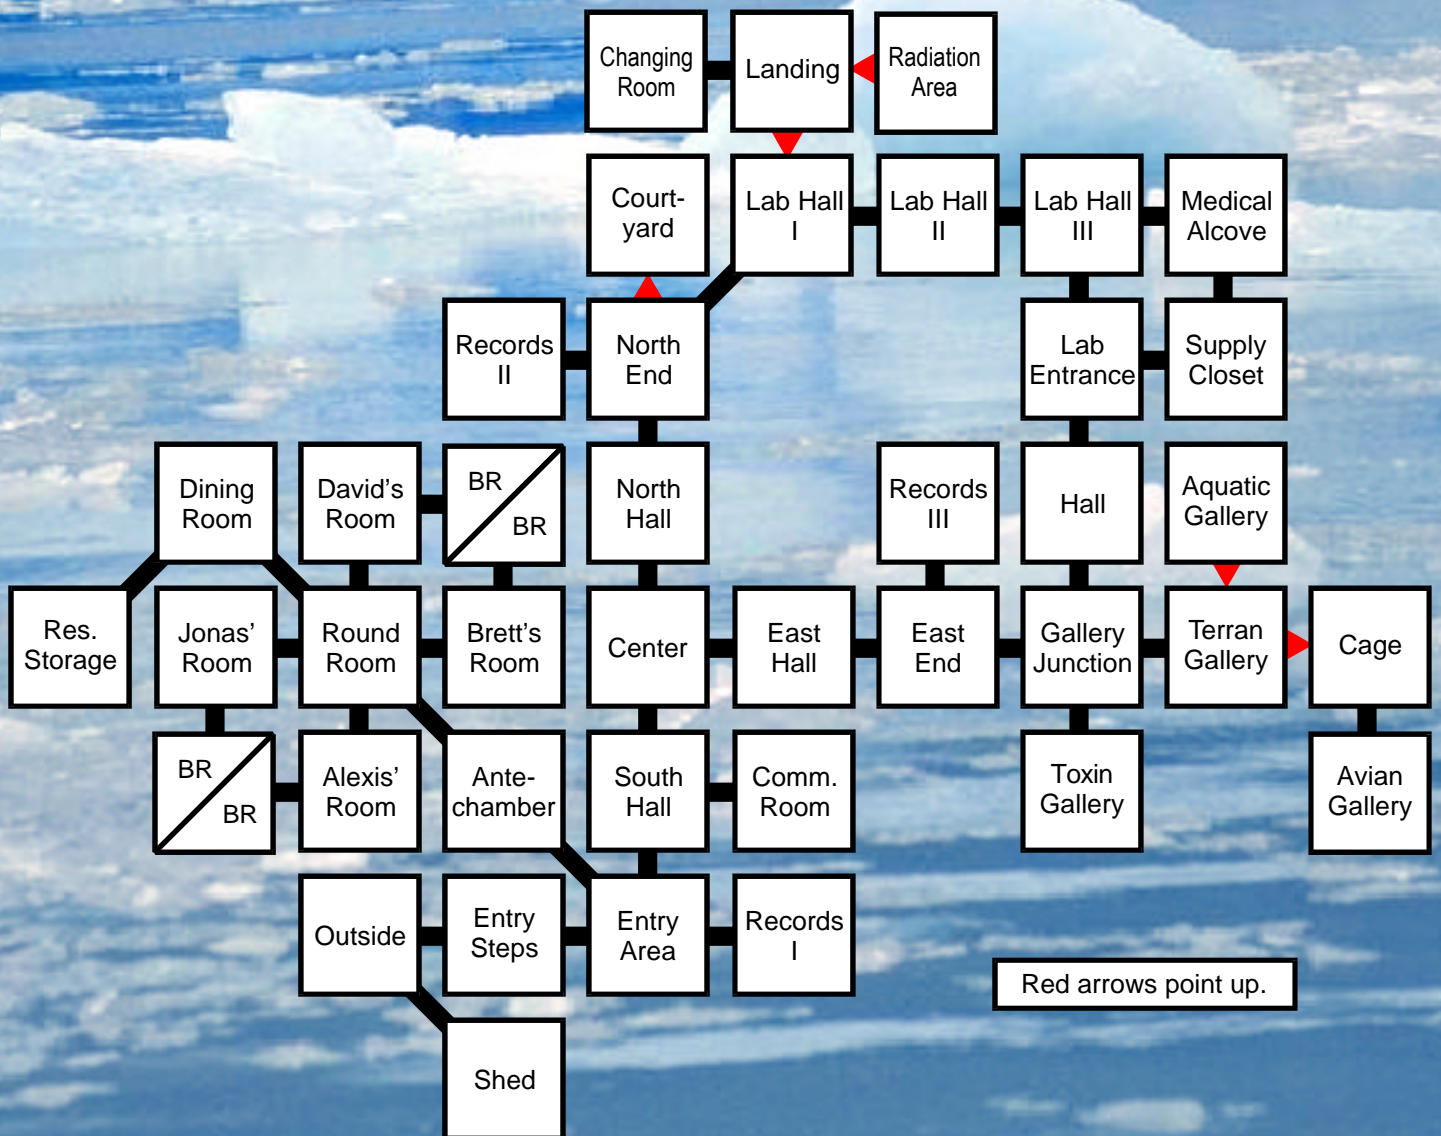 Changing
Room
Landing
Radiation
Area
Court-
yard
Lab Hall
I
Lab Hall
II
Lab Hall
III
Medical
Alcove
Records
II
North
End
Lab
Entrance
Supply
Closet
Dining
Room
David's
Room
BR
BR
North
Hall
Records
III
Hall
Aquatic
Gallery
Res.
Storage
Jonas'
Room
Round
Room
Brett's
Room
Center
East
Hall
East
End
Gallery
Junction
Terran
Gallery
Cage
BR
BR
Alexis'
Room
Ante-
chamber
South
Hall
Comm.
Room
Toxin
Gallery
Avian
Gallery
Outside
Entry
Steps
Entry
Area
Records
I
Red arrows point up.
Shed